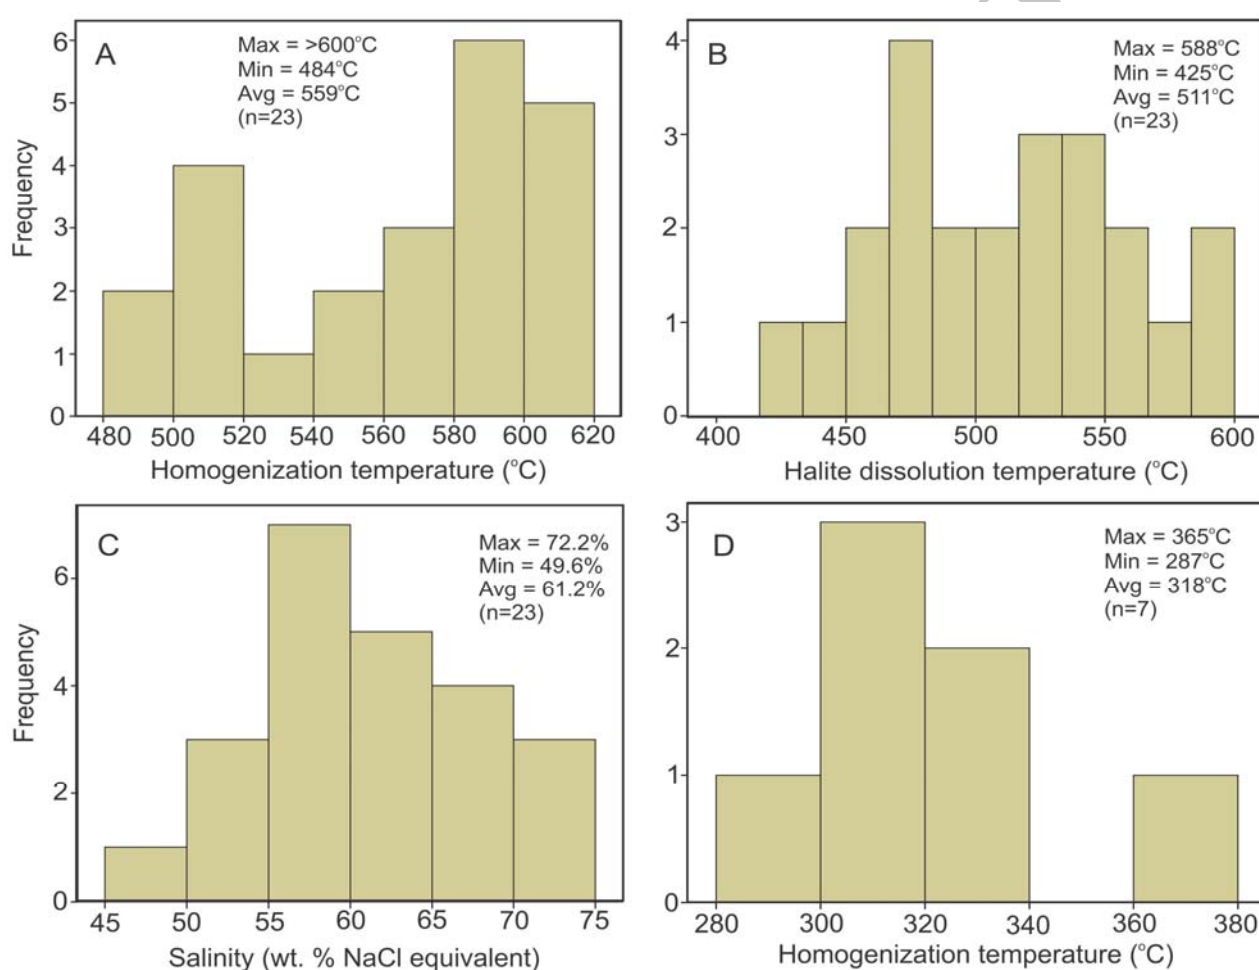 A
Max = >600°C
Min = 484°C
Avg = 559°C
(n=23)
Frequency
6
5
4
3
2
1
0
480 500 520 540 560 580 600 620
Homogenization temperature (°C)
B
Max = 588°C
Min = 425°C
Avg = 511°C
(n=23)
4
3
2
1
0
400 450 500 550 600
Halite dissolution temperature (°C)
C
Max = 72.2%
Min = 49.6%
Avg = 61.2%
(n=23)
Frequency
6
4
2
0
45 50 55 60 65 70 75
Salinity (wt. % NaCl equivalent)
D
Max = 365°C
Min = 287°C
Avg = 318°C
(n=7)
3
2
1
0
280 300 320 340 360 380
Homogenization temperature (°C)